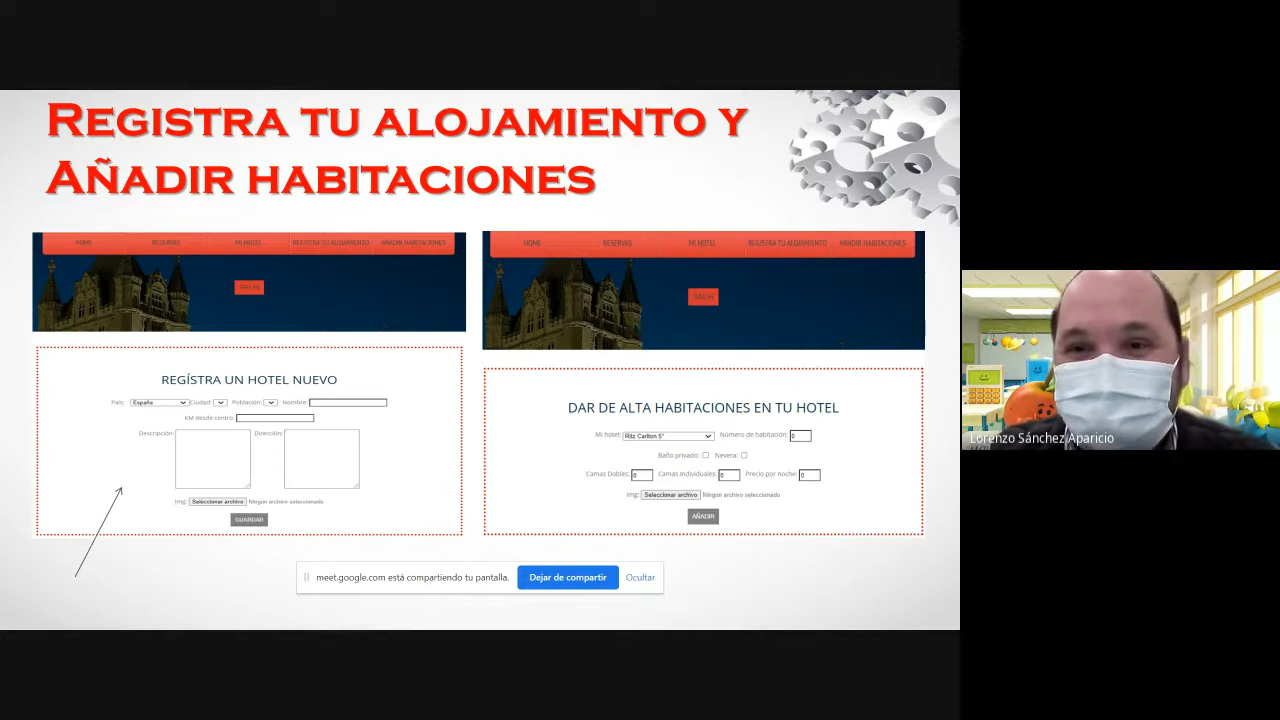 REGISTRA TU ALOJAMIENTO Y
AÑADIR HABITACIONES
HOME RESERVAS MI HOTEL REGISTRA TU ALOJAMIENTO AÑADIR HABITACIONES
SALIR
REGÍSTRA UN HOTEL NUEVO
País: España Ciudad: Población: Nombre:
KM desde centro:
Descripción: Dirección:
Img: Seleccionar archivo Ningún archivo seleccionado
GUARDAR
HOME RESERVAS MI HOTEL REGISTRA TU ALOJAMIENTO AÑADIR HABITACIONES
SALIR
DAR DE ALTA HABITACIONES EN TU HOTEL
Mi hotel: Ritz Carlton 5* Número de habitación: 0
Baño privado: Nevera:
Camas Dobles: 0 Camas individuales: 0 Precio por noche: 0
Img: Seleccionar archivo Ningún archivo seleccionado
AÑADIR
meet.google.com está compartiendo tu pantalla. Dejar de compartir Ocultar
Lorenzo Sánchez Aparicio